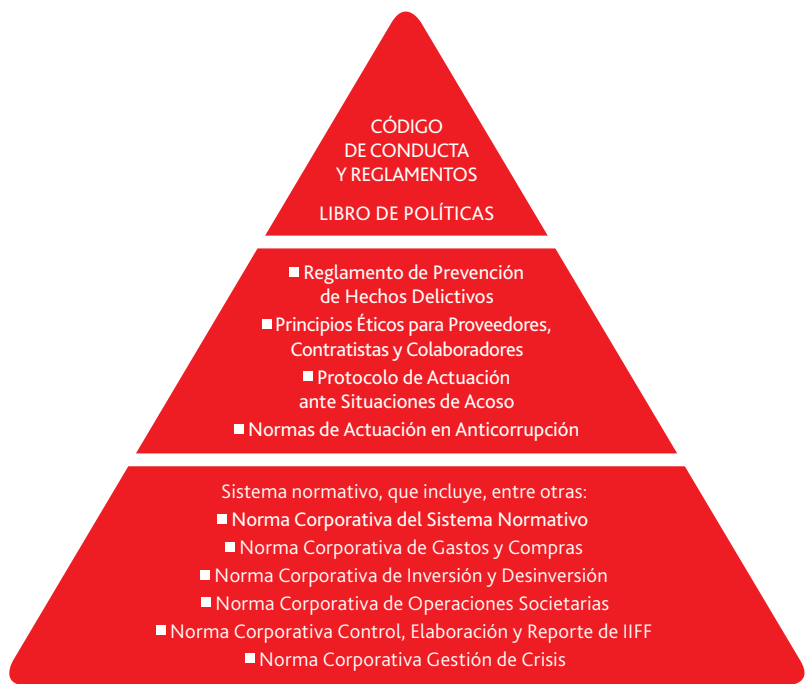 CÓDIGO
DE CONDUCTA
Y REGLAMENTOS
LIBRO DE POLÍTICAS
■ Reglamento de Prevención
de Hechos Delictivos
■ Principios Éticos para Proveedores,
Contratistas y Colaboradores
■ Protocolo de Actuación
ante Situaciones de Acoso
■ Normas de Actuación en Anticorrupción
Sistema normativo, que incluye, entre otras:
■ Norma Corporativa del Sistema Normativo
■ Norma Corporativa de Gastos y Compras
■ Norma Corporativa de Inversión y Desinversión
■ Norma Corporativa de Operaciones Societarias
■ Norma Corporativa Control, Elaboración y Reporte de IIFF
■ Norma Corporativa Gestión de Crisis